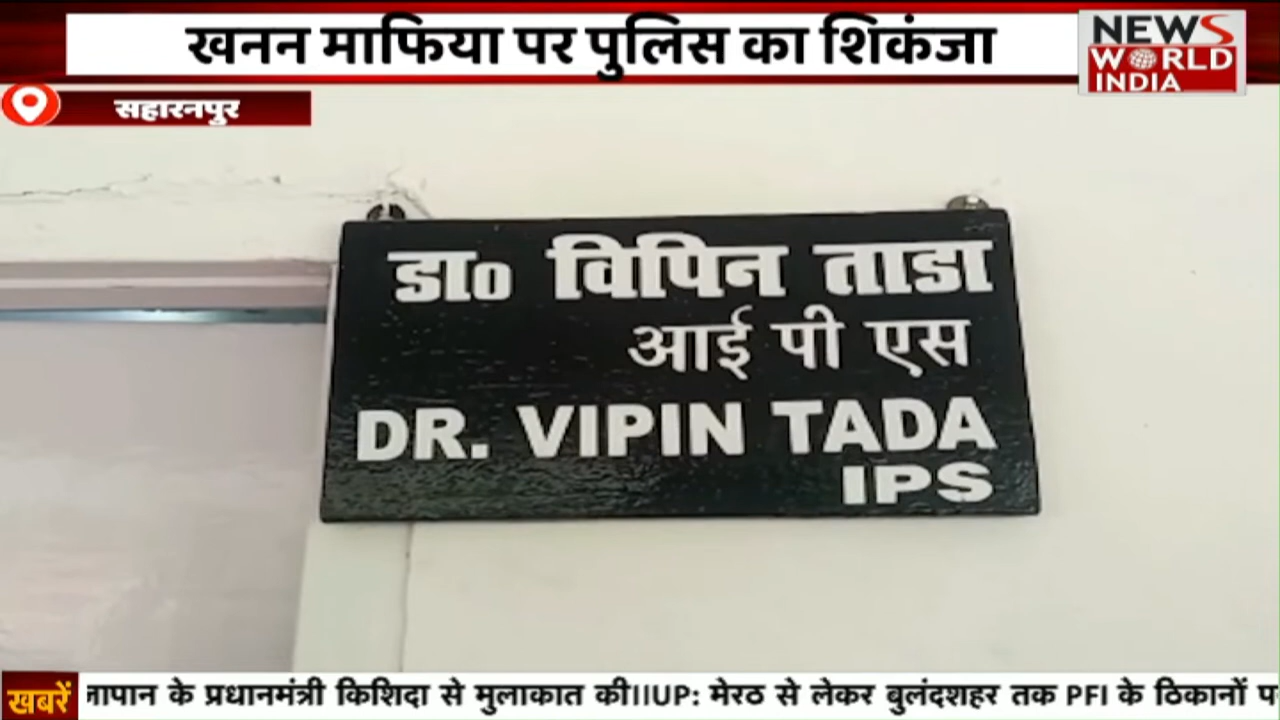 खनन माफिया पर पुलिस का शिकंजा
NEWS
WORLD
INDIA
सहारनपुर
डा० विपिन ताडा
आई पी एस
DR. VIPIN TADA
IPS
खबरें
जापान के प्रधानमंत्री किशिदा से मुलाकात की।IUP: मेरठ से लेकर बुलंदशहर तक PFI के ठिकानों